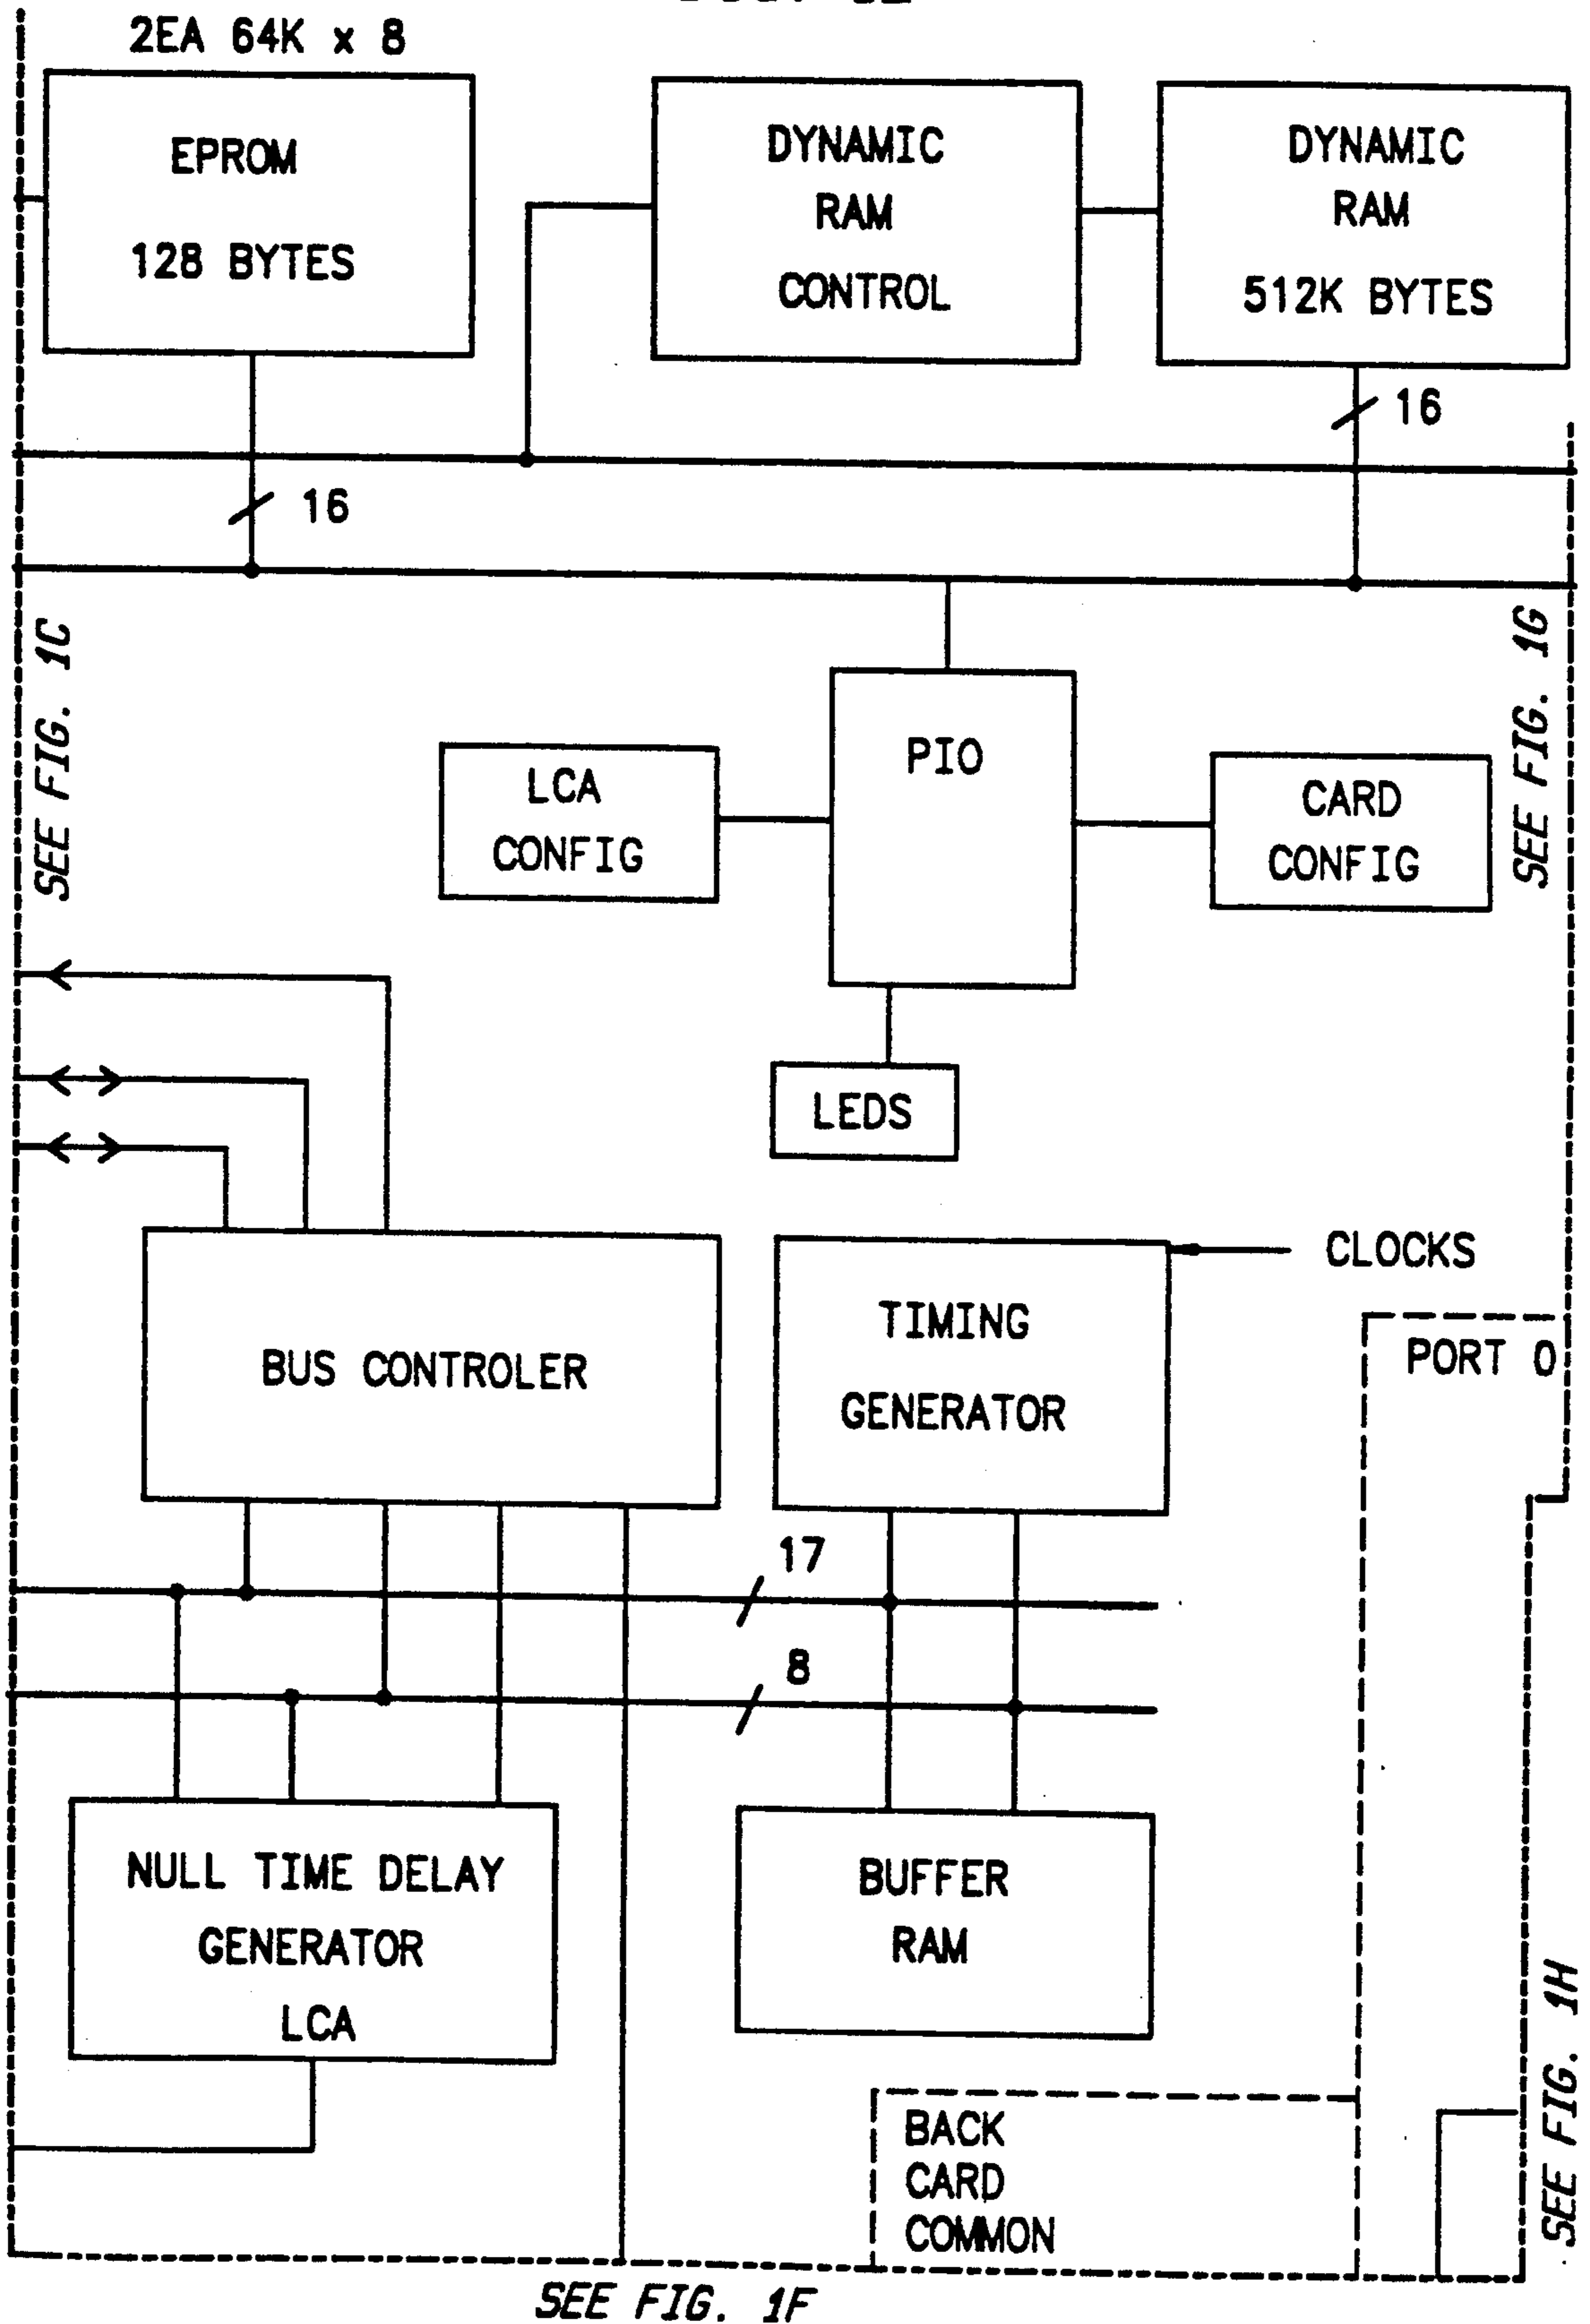 2EA 64K x 8
EPROM
128 BYTES
DYNAMIC
RAM
CONTROL
DYNAMIC
RAM
512K BYTES
16
16
SEE FIG. 1C
SEE FIG. 1G
PIO
LCA
CONFIG
CARD
CONFIG
LEDS
CLOCKS
BUS CONTROLER
TIMING
GENERATOR
PORT 0
17
8
NULL TIME DELAY
GENERATOR
LCA
BUFFER
RAM
BACK
CARD
COMMON
SEE FIG. 1H
SEE FIG. 1F